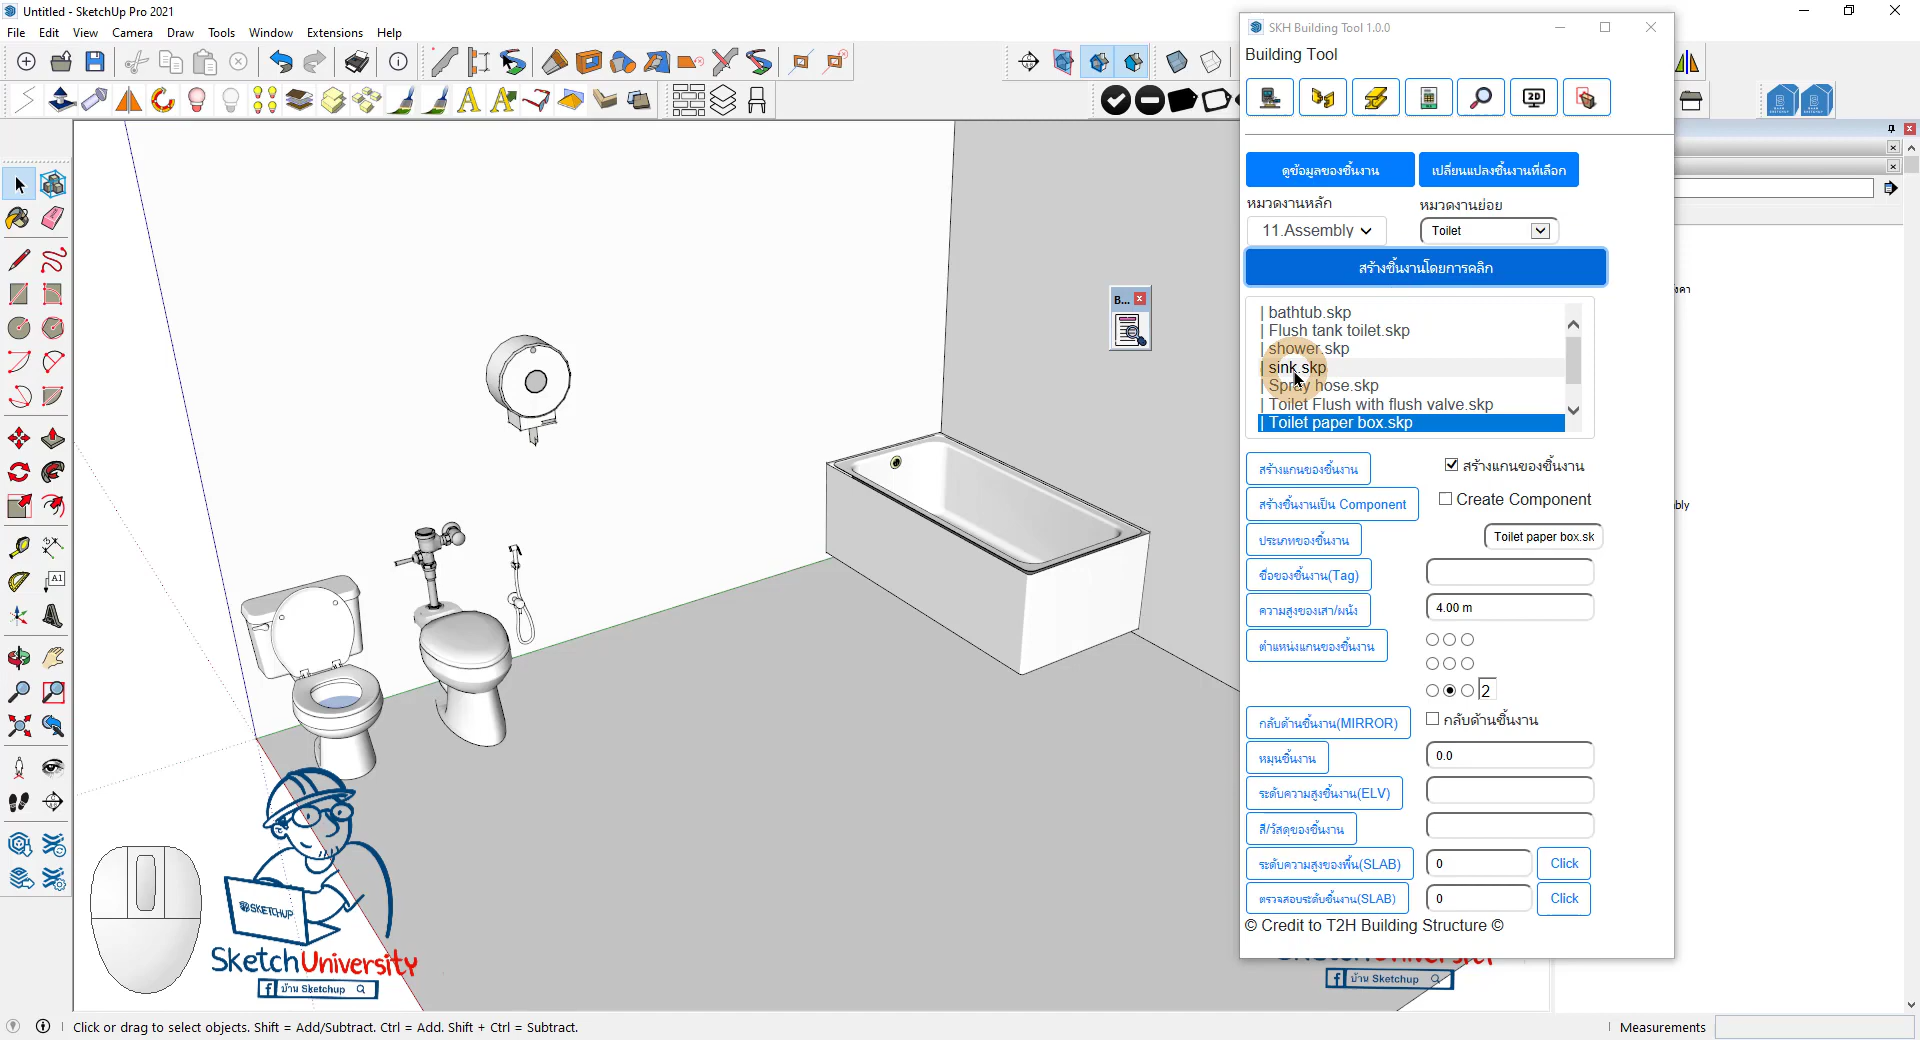 Untitled - SketchUp Pro 2021
File Edit View Camera Draw Tools Window Extensions Help
SKH Building Tool 1.0.0
Building Tool
2D
ดูข้อมูลของชิ้นงาน เปลี่ยนแปลงชิ้นงานที่เลือก
หมวดงานหลัก หมวดงานย่อย
11.Assembly Toilet
สร้างชิ้นงานโดยการคลิก
| bathtub.skp
| Flush tank toilet.skp
| shower.skp
| sink.skp
| Spray hose.skp
| Toilet Flush with flush valve.skp
| Toilet paper box.skp
B...
สร้างแกนของชิ้นงาน สร้างแกนของชิ้นงาน
สร้างชิ้นงานเป็น Component Create Component
ประเภทของชิ้นงาน Toilet paper box.sk
ชื่อของชิ้นงาน(Tag)
ความสูงของเสา/ผนัง 4.00 m
ตำแหน่งแกนของชิ้นงาน
2
กลับด้านชิ้นงาน(MIRROR) กลับด้านชิ้นงาน
หมุนชิ้นงาน 0.0
ระดับความสูงชิ้นงาน(ELV)
สี/วัสดุของชิ้นงาน
ระดับความสูงของพื้น(SLAB) 0 Click
ตรวจสอบระดับชิ้นงาน(SLAB) 0 Click
© Credit to T2H Building Structure ©
A1
SKETCHUP
SketchUniversity
f บ้าน Sketchup
f บ้าน Sketchup
Click or drag to select objects. Shift = Add/Subtract. Ctrl = Add. Shift + Ctrl = Subtract.
Measurements